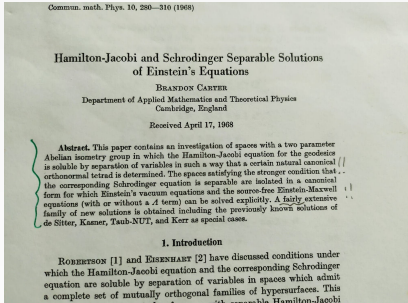 Commun. math. Phys. 10, 280—310 (1968)
Hamilton-Jacobi and Schrodinger Separable Solutions
of Einstein's Equations
BRANDON CARTER
Department of Applied Mathematics and Theoretical Physics
Cambridge, England
Received April 17, 1968
Abstract. This paper contains an investigation of spaces with a two parameter
Abelian isometry group in which the Hamilton-Jacobi equation for the geodesics
is soluble by separation of variables in such a way that a certain natural canonical
orthonormal tetrad is determined. The spaces satisfying the stronger condition that
the corresponding Schrodinger equation is separable are isolated in a canonical
form for which Einstein's vacuum equations and the source-free Einstein-Maxwell
equations (with or without a Λ term) can be solved explicitly. A fairly extensive
family of new solutions is obtained including the previously known solutions of
de Sitter, Kasner, Taub-NUT, and Kerr as special cases.
1. Introduction
ROBERTSON [1] and EISENHART [2] have discussed conditions under
which the Hamilton-Jacobi equation and the corresponding Schrodinger
equation are soluble by separation of variables in spaces which admit
a complete set of mutually orthogonal families of hypersurfaces. This
separable Hamilton-Jacobi